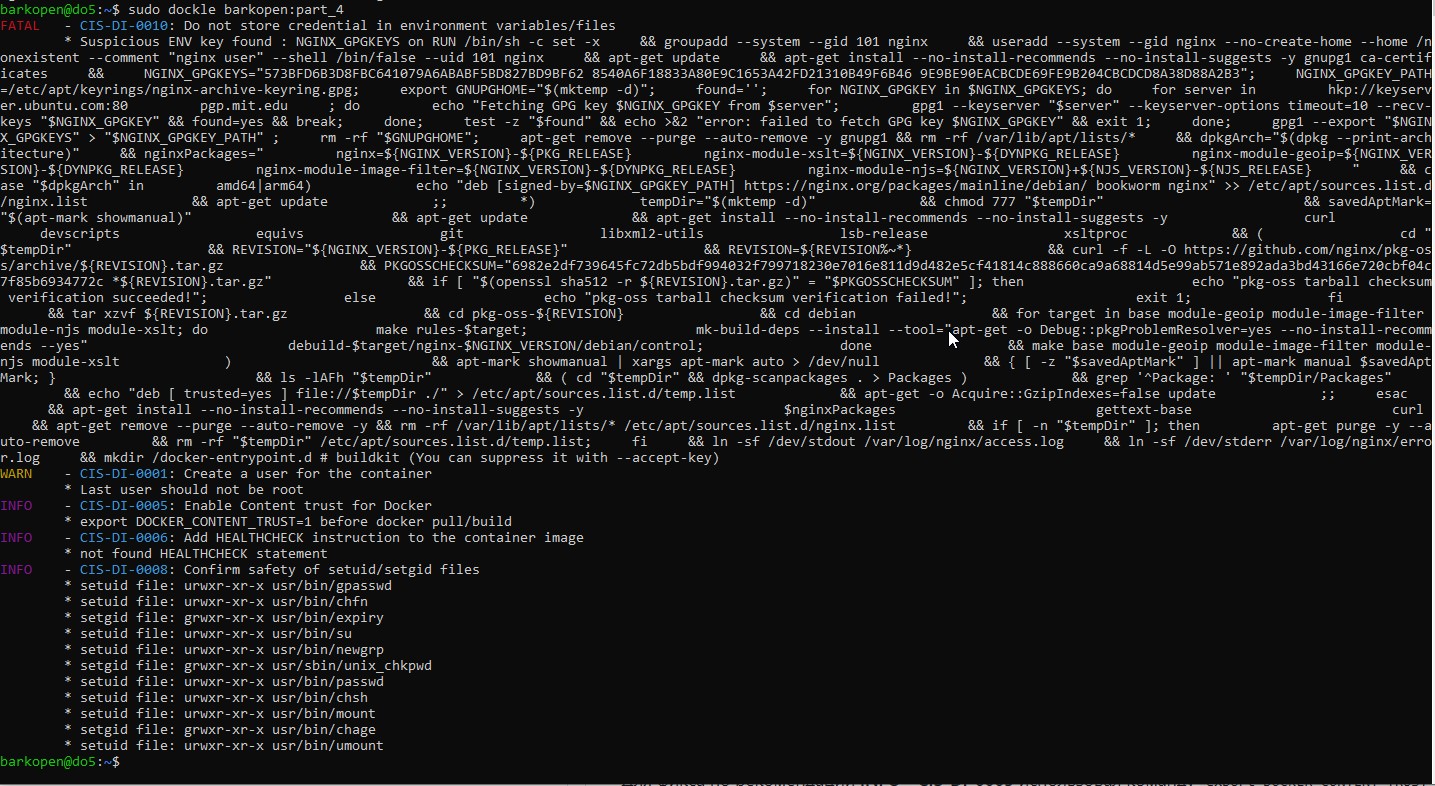 barkopen@do5:~$ sudo dockle barkopen:part_4
FATAL - CIS-DI-0010: Do not store credential in environment variables/files
* Suspicious ENV key found : NGINX_GPGKEYS on RUN /bin/sh -c set -x && groupadd --system --gid 101 nginx && useradd --system --gid nginx --no-create-home --home /n
onexistent --comment "nginx user" --shell /bin/false --uid 101 nginx && apt-get update && apt-get install --no-install-recommends --no-install-suggests -y gnupg1 ca-certif
icates && NGINX_GPGKEYS="573BFD6B3D8FBC641079A6ABABF5BD827BD9BF62 8540A6F18833A80E9C1653A42FD21310B49F6B46 9E9BE90EACBCDE69FE9B204CBCDCD8A38D88A2B3"; NGINX_GPGKEY_PATH
=/etc/apt/keyrings/nginx-archive-keyring.gpg; export GNUPGHOME="$(mktemp -d)"; found=''; for NGINX_GPGKEY in $NGINX_GPGKEYS; do for server in hkp://keyserv
er.ubuntu.com:80 pgp.mit.edu ; do echo "Fetching GPG key $NGINX_GPGKEY from $server"; gpg1 --keyserver "$server" --keyserver-options timeout=10 --recv-
keys "$NGINX_GPGKEY" && found=yes && break; done; test -z "$found" && echo >&2 "error: failed to fetch GPG key $NGINX_GPGKEY" && exit 1; done; gpg1 --export "$NGIN
X_GPGKEYS" > "$NGINX_GPGKEY_PATH" ; rm -rf "$GNUPGHOME"; apt-get remove --purge --auto-remove -y gnupg1 && rm -rf /var/lib/apt/lists/* && dpkgArch="$(dpkg --print-arch
itecture)" && nginxPackages=" nginx=${NGINX_VERSION}-${PKG_RELEASE} nginx-module-xslt=${NGINX_VERSION}-${DYNPKG_RELEASE} nginx-module-geoip=${NGINX_VER
SION}-${DYNPKG_RELEASE} nginx-module-image-filter=${NGINX_VERSION}-${DYNPKG_RELEASE} nginx-module-njs=${NGINX_VERSION}+${NJS_VERSION}-${NJS_RELEASE} " && c
ase "$dpkgArch" in amd64|arm64) echo "deb [signed-by=$NGINX_GPGKEY_PATH] https://nginx.org/packages/mainline/debian/ bookworm nginx" >> /etc/apt/sources.list.d
/nginx.list && apt-get update ;; *) tempDir="$(mktemp -d)" && chmod 777 "$tempDir" && savedAptMark=
"$(apt-mark showmanual)" && apt-get update && apt-get install --no-install-recommends --no-install-suggests -y curl
devscripts equivs git libxml2-utils lsb-release xsltproc && ( cd "
$tempDir" && REVISION="${NGINX_VERSION}-${PKG_RELEASE}" && REVISION=${REVISION%~*} && curl -f -L -O https://github.com/nginx/pkg-os
s/archive/${REVISION}.tar.gz && PKGOSSCHECKSUM="6982e2df739645fc72db5bdf994032f799718230e7016e811d9d482e5cf41814c888660ca9a68814d5e99ab571e892ada3bd43166e720cbf04c
7f85b6934772c *${REVISION}.tar.gz" && if [ "$(openssl sha512 -r ${REVISION}.tar.gz)" = "$PKGOSSCHECKSUM" ]; then echo "pkg-oss tarball checksum
verification succeeded!"; else echo "pkg-oss tarball checksum verification failed!"; exit 1; fi
&& tar xzvf ${REVISION}.tar.gz && cd pkg-oss-${REVISION} && cd debian && for target in base module-geoip module-image-filter
module-njs module-xslt; do make rules-$target; mk-build-deps --install --tool="apt-get -o Debug::pkgProblemResolver=yes --no-install-recomm
ends --yes" debuild-$target/nginx-$NGINX_VERSION/debian/control; done && make base module-geoip module-image-filter module-
njs module-xslt ) && apt-mark showmanual | xargs apt-mark auto > /dev/null && { [ -z "$savedAptMark" ] || apt-mark manual $savedApt
Mark; } && ls -lAFh "$tempDir" && ( cd "$tempDir" && dpkg-scanpackages . > Packages ) && grep '^Package: ' "$tempDir/Packages"
&& echo "deb [ trusted=yes ] file://$tempDir ./" > /etc/apt/sources.list.d/temp.list && apt-get -o Acquire::GzipIndexes=false update ;; esac
&& apt-get install --no-install-recommends --no-install-suggests -y $nginxPackages gettext-base curl
&& apt-get remove --purge --auto-remove -y && rm -rf /var/lib/apt/lists/* /etc/apt/sources.list.d/nginx.list && if [ -n "$tempDir" ]; then apt-get purge -y --a
uto-remove && rm -rf "$tempDir" /etc/apt/sources.list.d/temp.list; fi && ln -sf /dev/stdout /var/log/nginx/access.log && ln -sf /dev/stderr /var/log/nginx/erro
r.log && mkdir /docker-entrypoint.d # buildkit (You can suppress it with --accept-key)
WARN - CIS-DI-0001: Create a user for the container
* Last user should not be root
INFO - CIS-DI-0005: Enable Content trust for Docker
* export DOCKER_CONTENT_TRUST=1 before docker pull/build
INFO - CIS-DI-0006: Add HEALTHCHECK instruction to the container image
* not found HEALTHCHECK statement
INFO - CIS-DI-0008: Confirm safety of setuid/setgid files
* setuid file: urwxr-xr-x usr/bin/gpasswd
* setuid file: urwxr-xr-x usr/bin/chfn
* setgid file: grwxr-xr-x usr/bin/expiry
* setuid file: urwxr-xr-x usr/bin/su
* setuid file: urwxr-xr-x usr/bin/newgrp
* setgid file: grwxr-xr-x usr/sbin/unix_chkpwd
* setuid file: urwxr-xr-x usr/bin/passwd
* setuid file: urwxr-xr-x usr/bin/chsh
* setuid file: urwxr-xr-x usr/bin/mount
* setgid file: grwxr-xr-x usr/bin/chage
* setuid file: urwxr-xr-x usr/bin/umount
barkopen@do5:~$